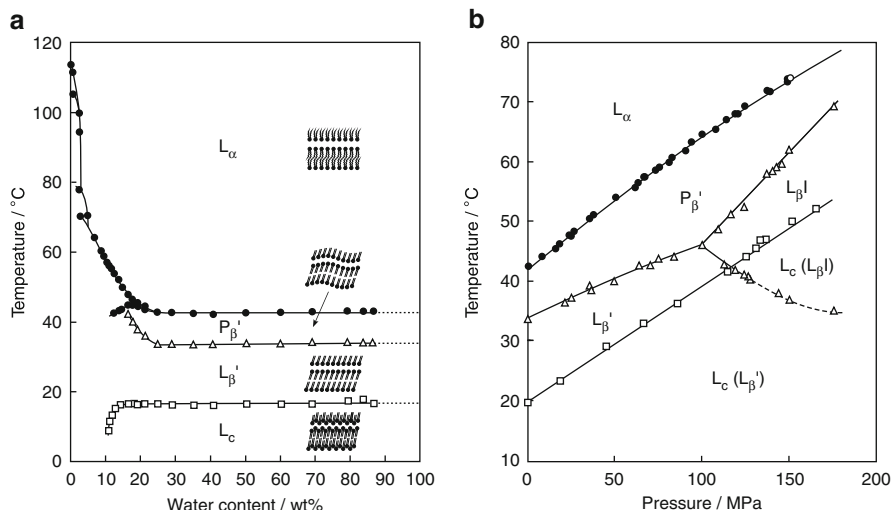 a
120
100
80
60
40
20
0
Temperature / °C
Lα
Pβ'
Lβ'
Lc
0 10 20 30 40 50 60 70 80 90 100
Water content / wt%
b
80
70
60
50
40
30
20
10
Temperature / °C
Lα
Pβ'
LβI
Lc (LβI)
Lβ'
Lc (Lβ')
0 50 100 150 200
Pressure / MPa